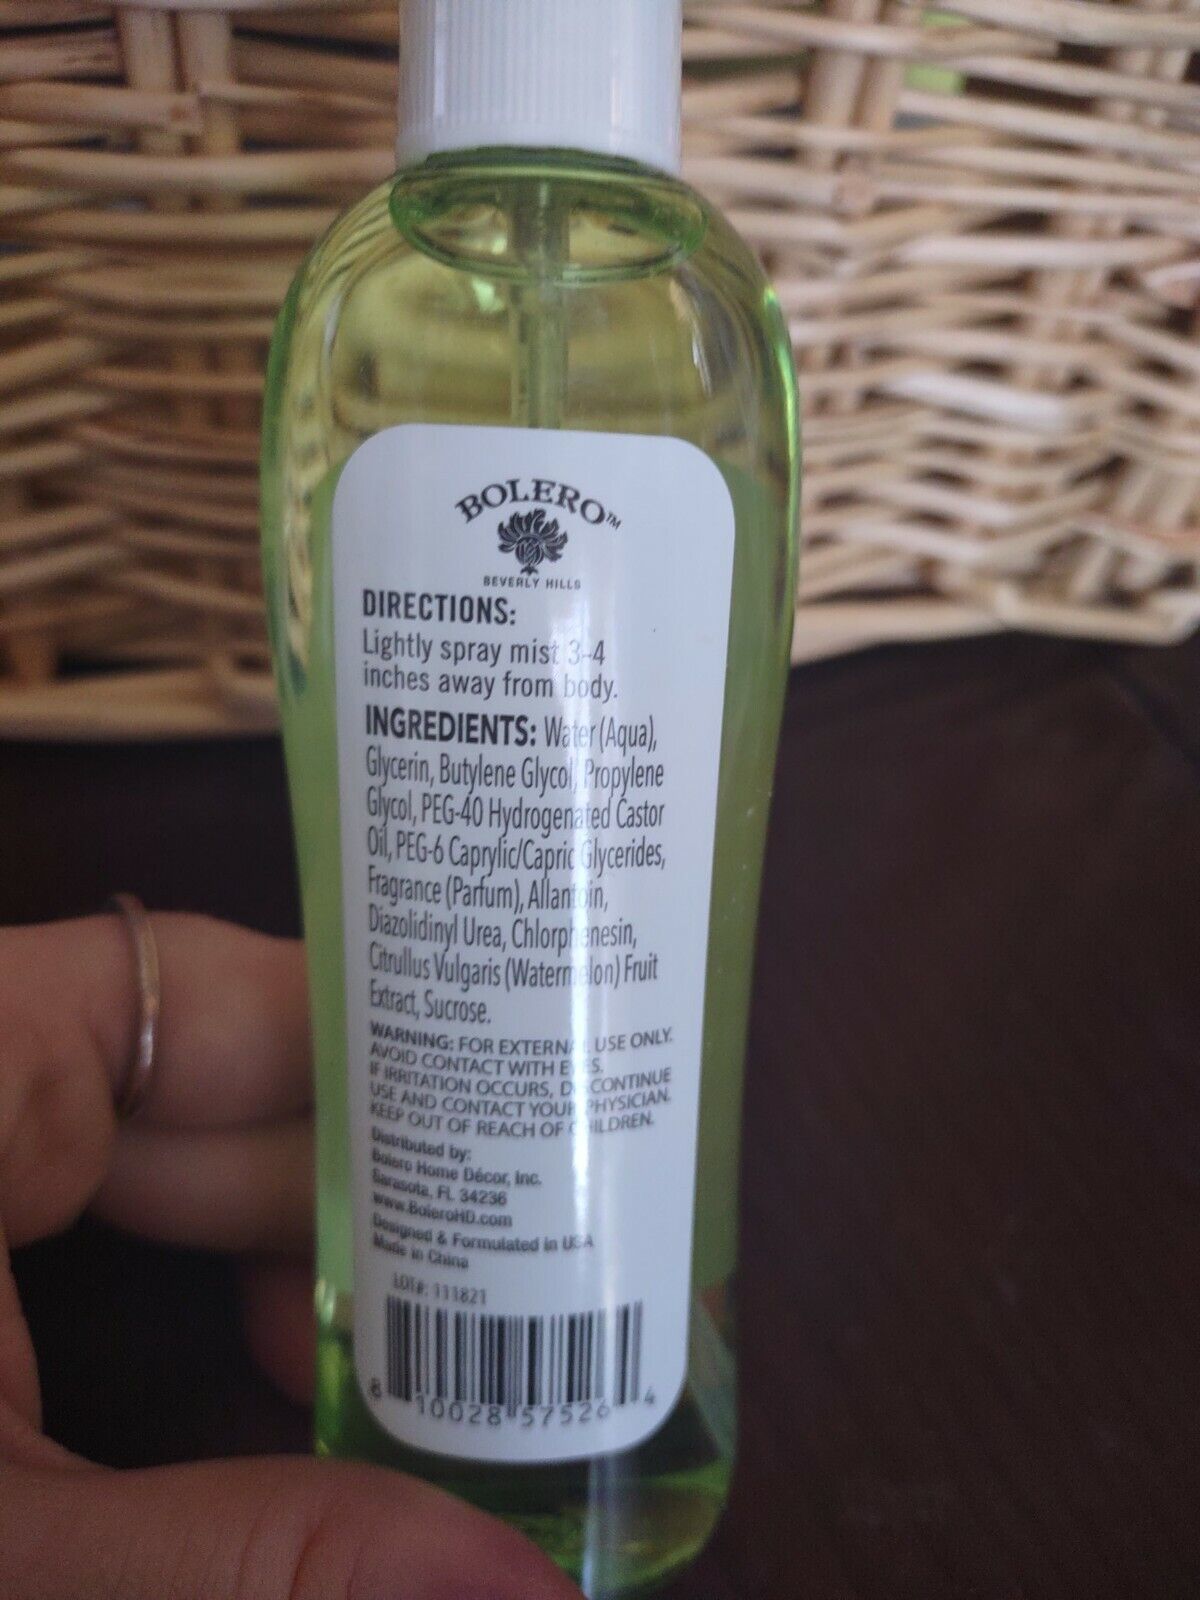 BOLERO™
BEVERLY HILLS
DIRECTIONS:
Lightly spray mist 3-4
inches away from body.
INGREDIENTS: Water (Aqua),
Glycerin, Butylene Glycol, Propylene
Glycol, PEG-40 Hydrogenated Castor
Oil, PEG-6 Caprylic/Capric Glycerides,
Fragrance (Parfum), Allantoin,
Diazolidinyl Urea, Chlorphenesin,
Citrullus Vulgaris (Watermelon) Fruit
Extract, Sucrose.
WARNING: FOR EXTERNAL USE ONLY.
AVOID CONTACT WITH EYES.
IF IRRITATION OCCURS, DISCONTINUE
USE AND CONTACT YOUR PHYSICIAN.
KEEP OUT OF REACH OF CHILDREN.
Distributed by:
Bolero Home Décor, Inc.
Sarasota, FL 34236
www.BoleroHD.com
Designed & Formulated in USA
Made in China
LOT#: 111821
8 10028 57526 4